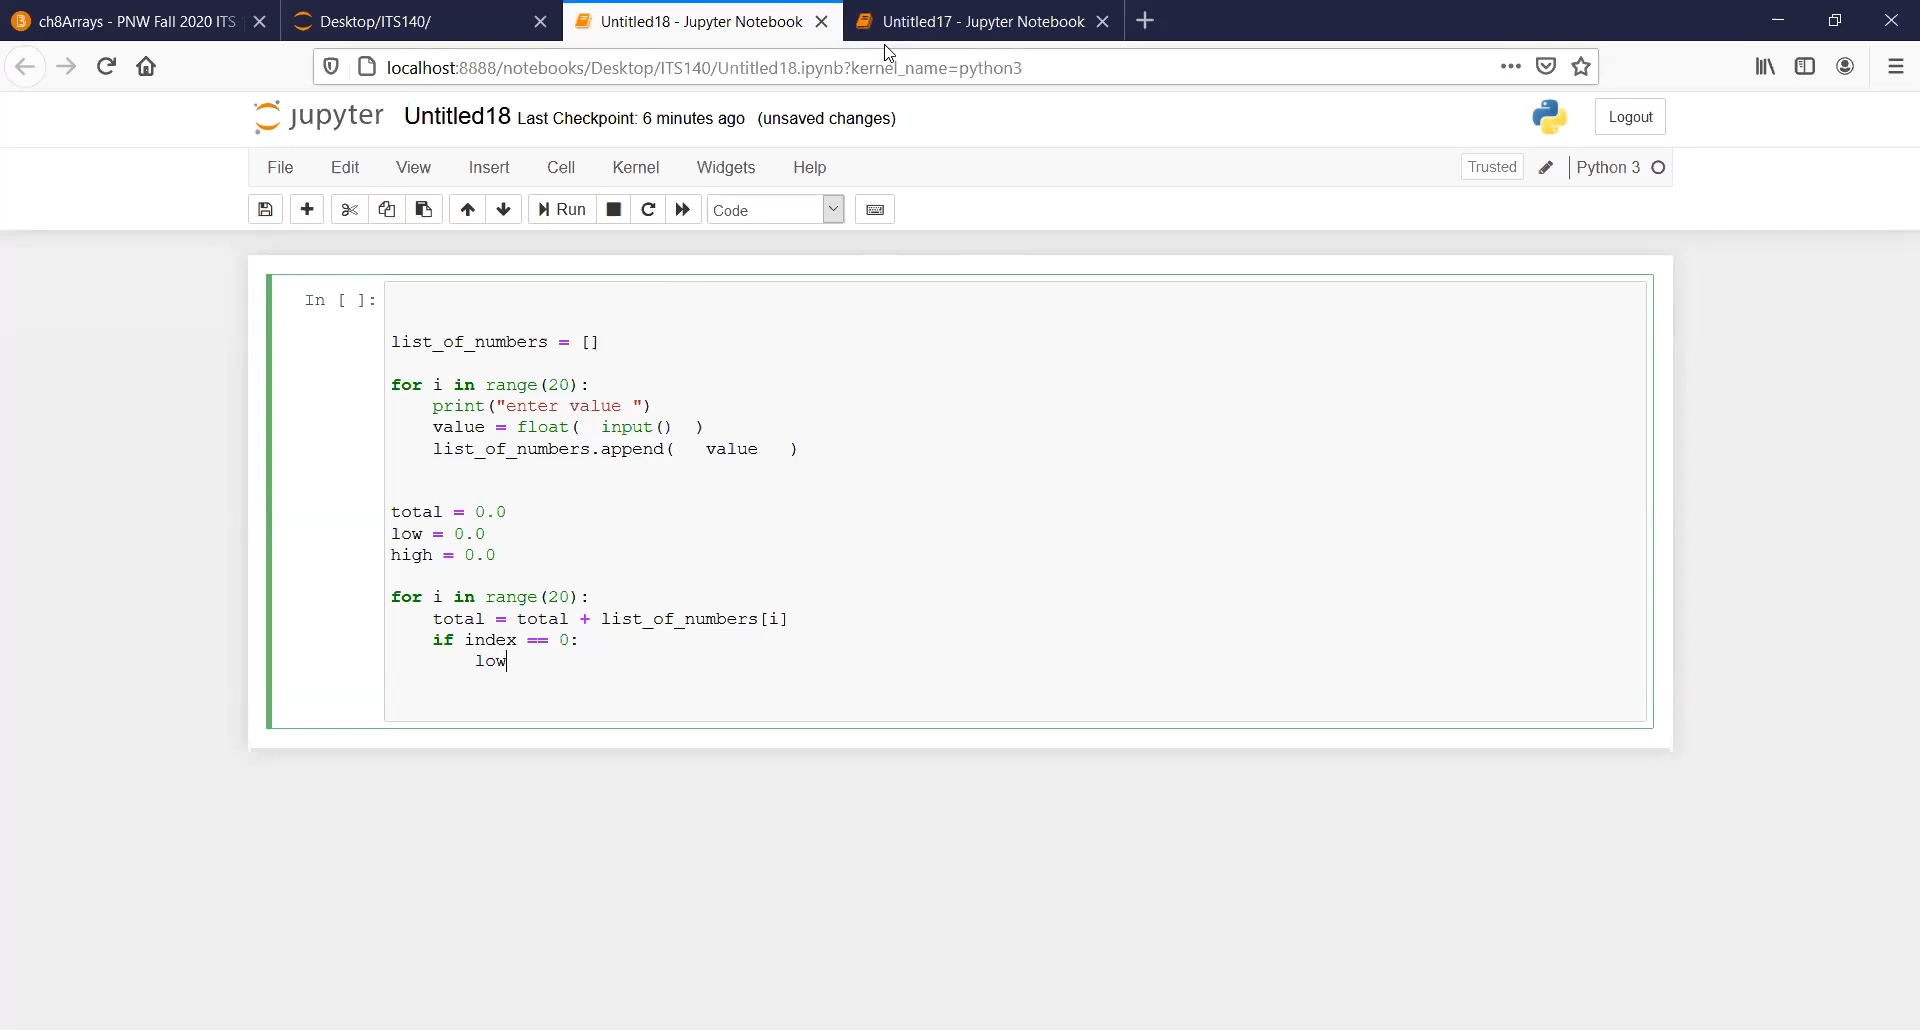 ch8Arrays - PNW Fall 2020 ITS
Desktop/ITS140/
Untitled18 - Jupyter Notebook
Untitled17 - Jupyter Notebook
localhost:8888/notebooks/Desktop/ITS140/Untitled18.ipynb?kernel_name=python3
jupyter Untitled18 Last Checkpoint: 6 minutes ago (unsaved changes)
Logout
File Edit View Insert Cell Kernel Widgets Help
Trusted
Python 3
Run
Code
In [ ]:
list_of_numbers = []
for i in range(20):
    print("enter value ")
    value = float(  input()  )
    list_of_numbers.append(   value   )
total = 0.0
low = 0.0
high = 0.0
for i in range(20):
    total = total + list_of_numbers[i]
    if index == 0:
        low